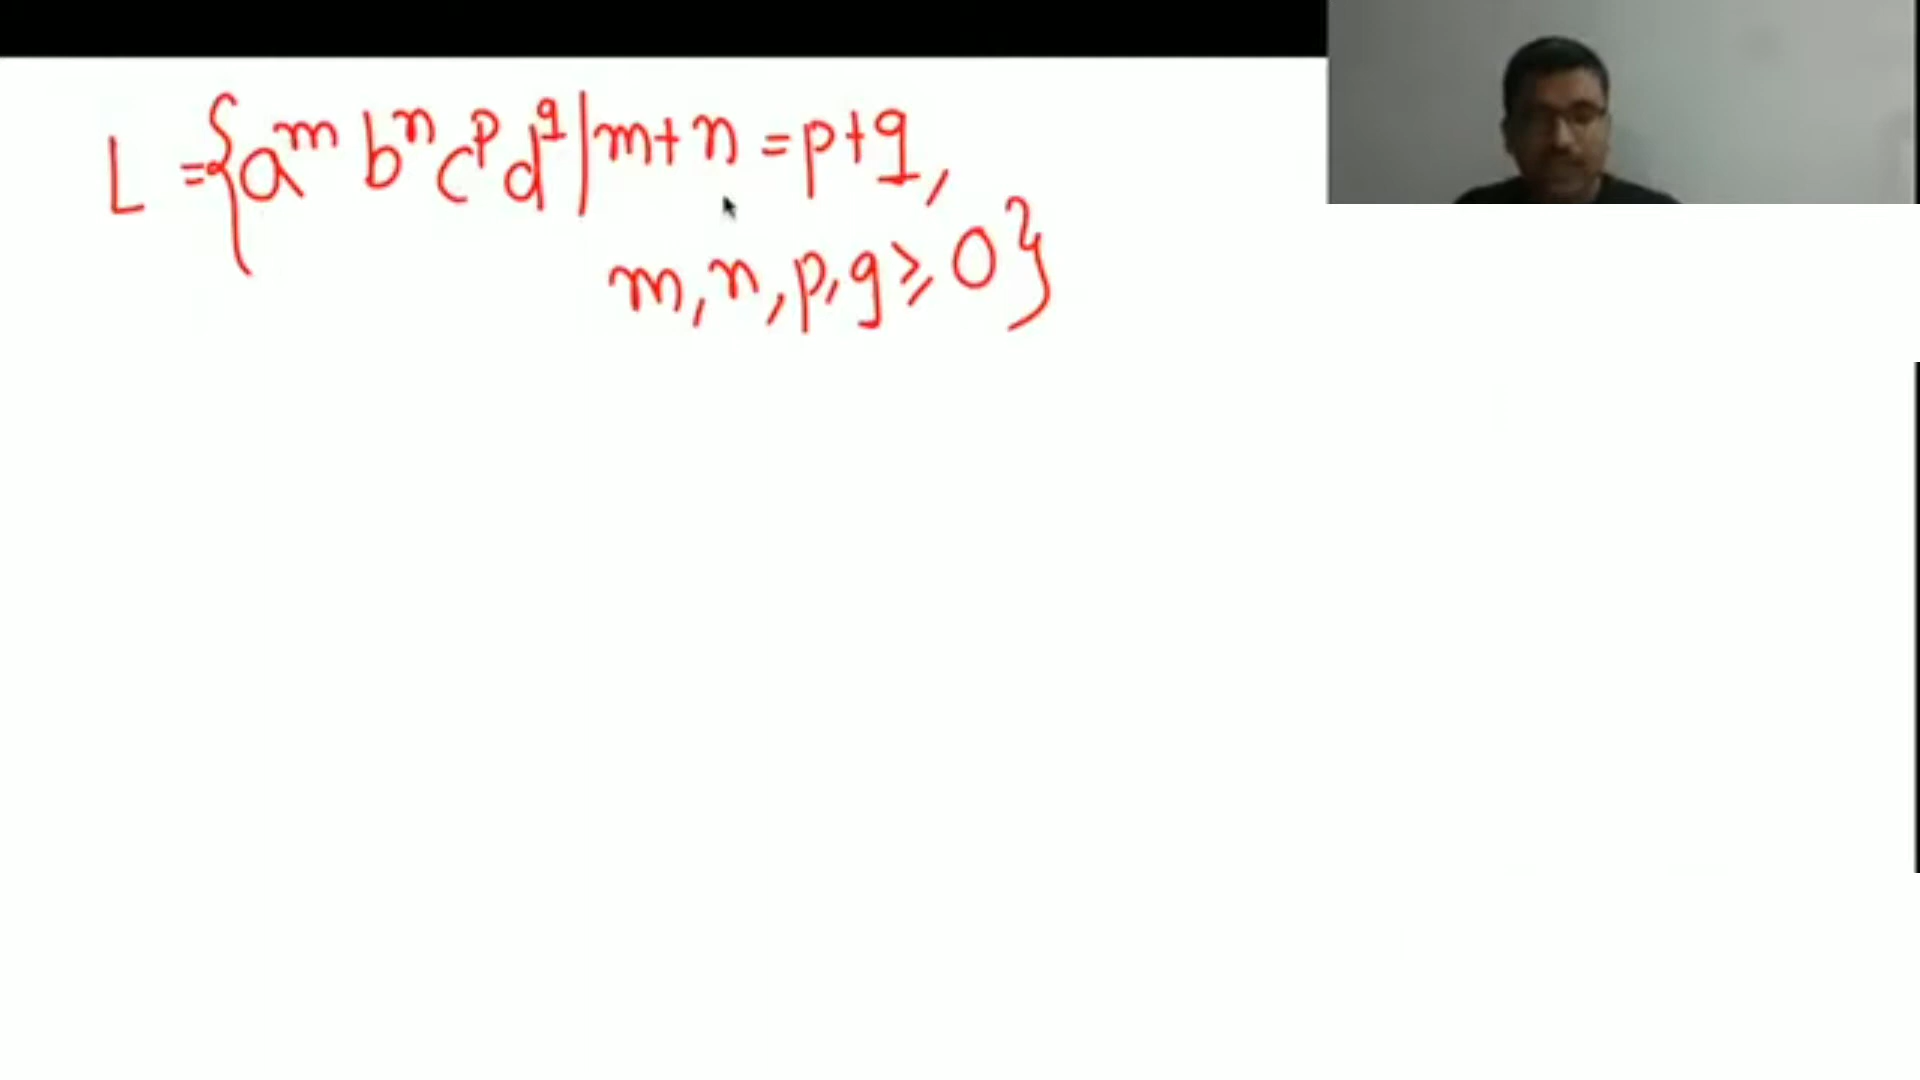 L = {a^m b^n c^p d^q | m+n = p+q,
m, n, p, q ≥ 0}